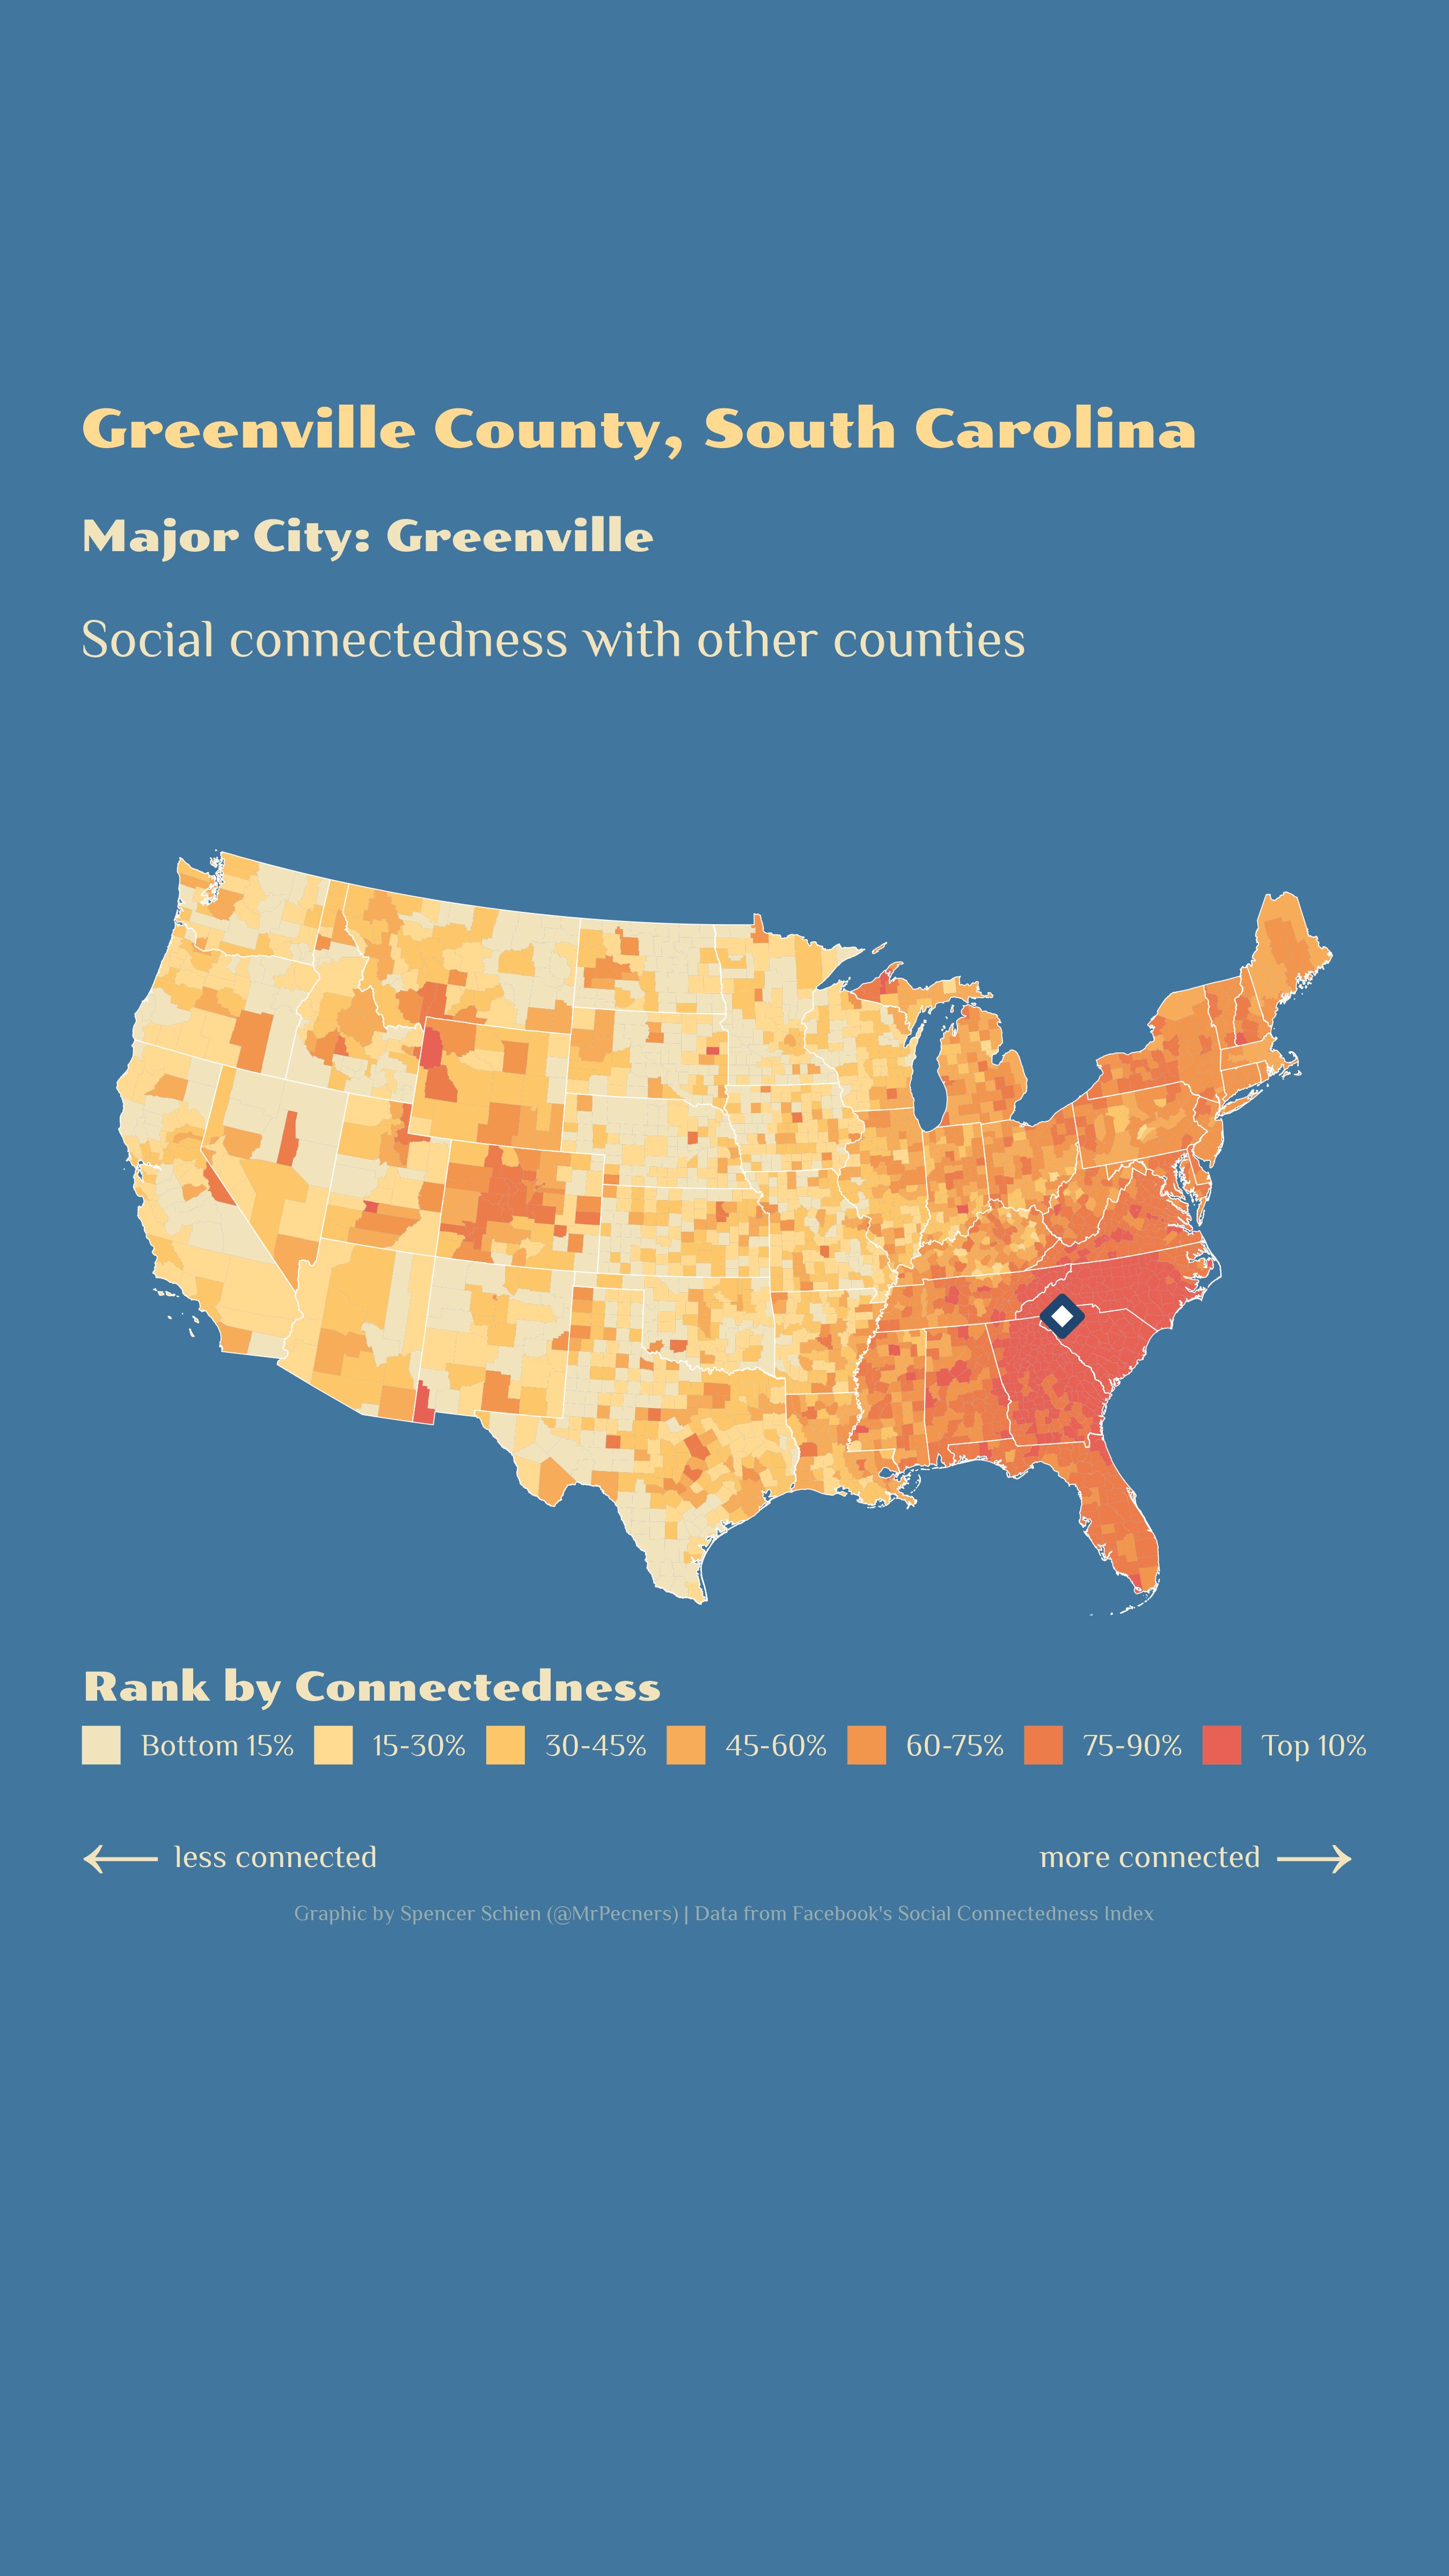 Greenville County, South Carolina
Major City: Greenville
Social connectedness with other counties
Rank by Connectedness
Bottom 15% 15-30% 30-45% 45-60% 60-75% 75-90% Top 10%
less connected more connected
Graphic by Spencer Schien (@MrPecners) | Data from Facebook's Social Connectedness Index